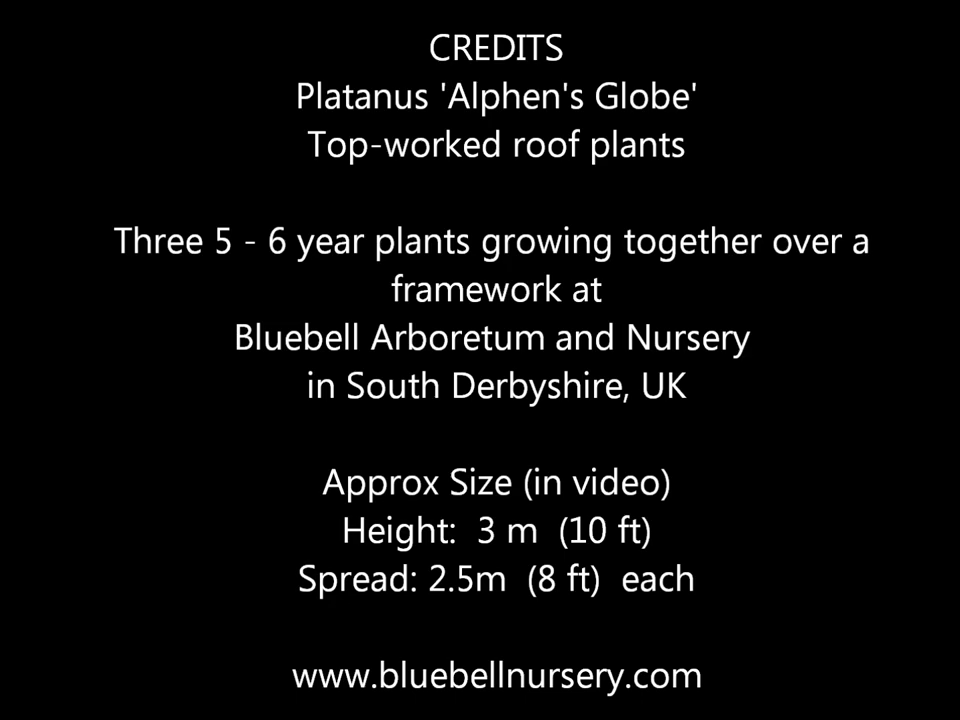 CREDITS
Platanus 'Alphen's Globe'
Top-worked roof plants
Three 5 - 6 year plants growing together over a
framework at
Bluebell Arboretum and Nursery
in South Derbyshire, UK
Approx Size (in video)
Height:  3 m  (10 ft)
Spread: 2.5m  (8 ft)  each
www.bluebellnursery.com